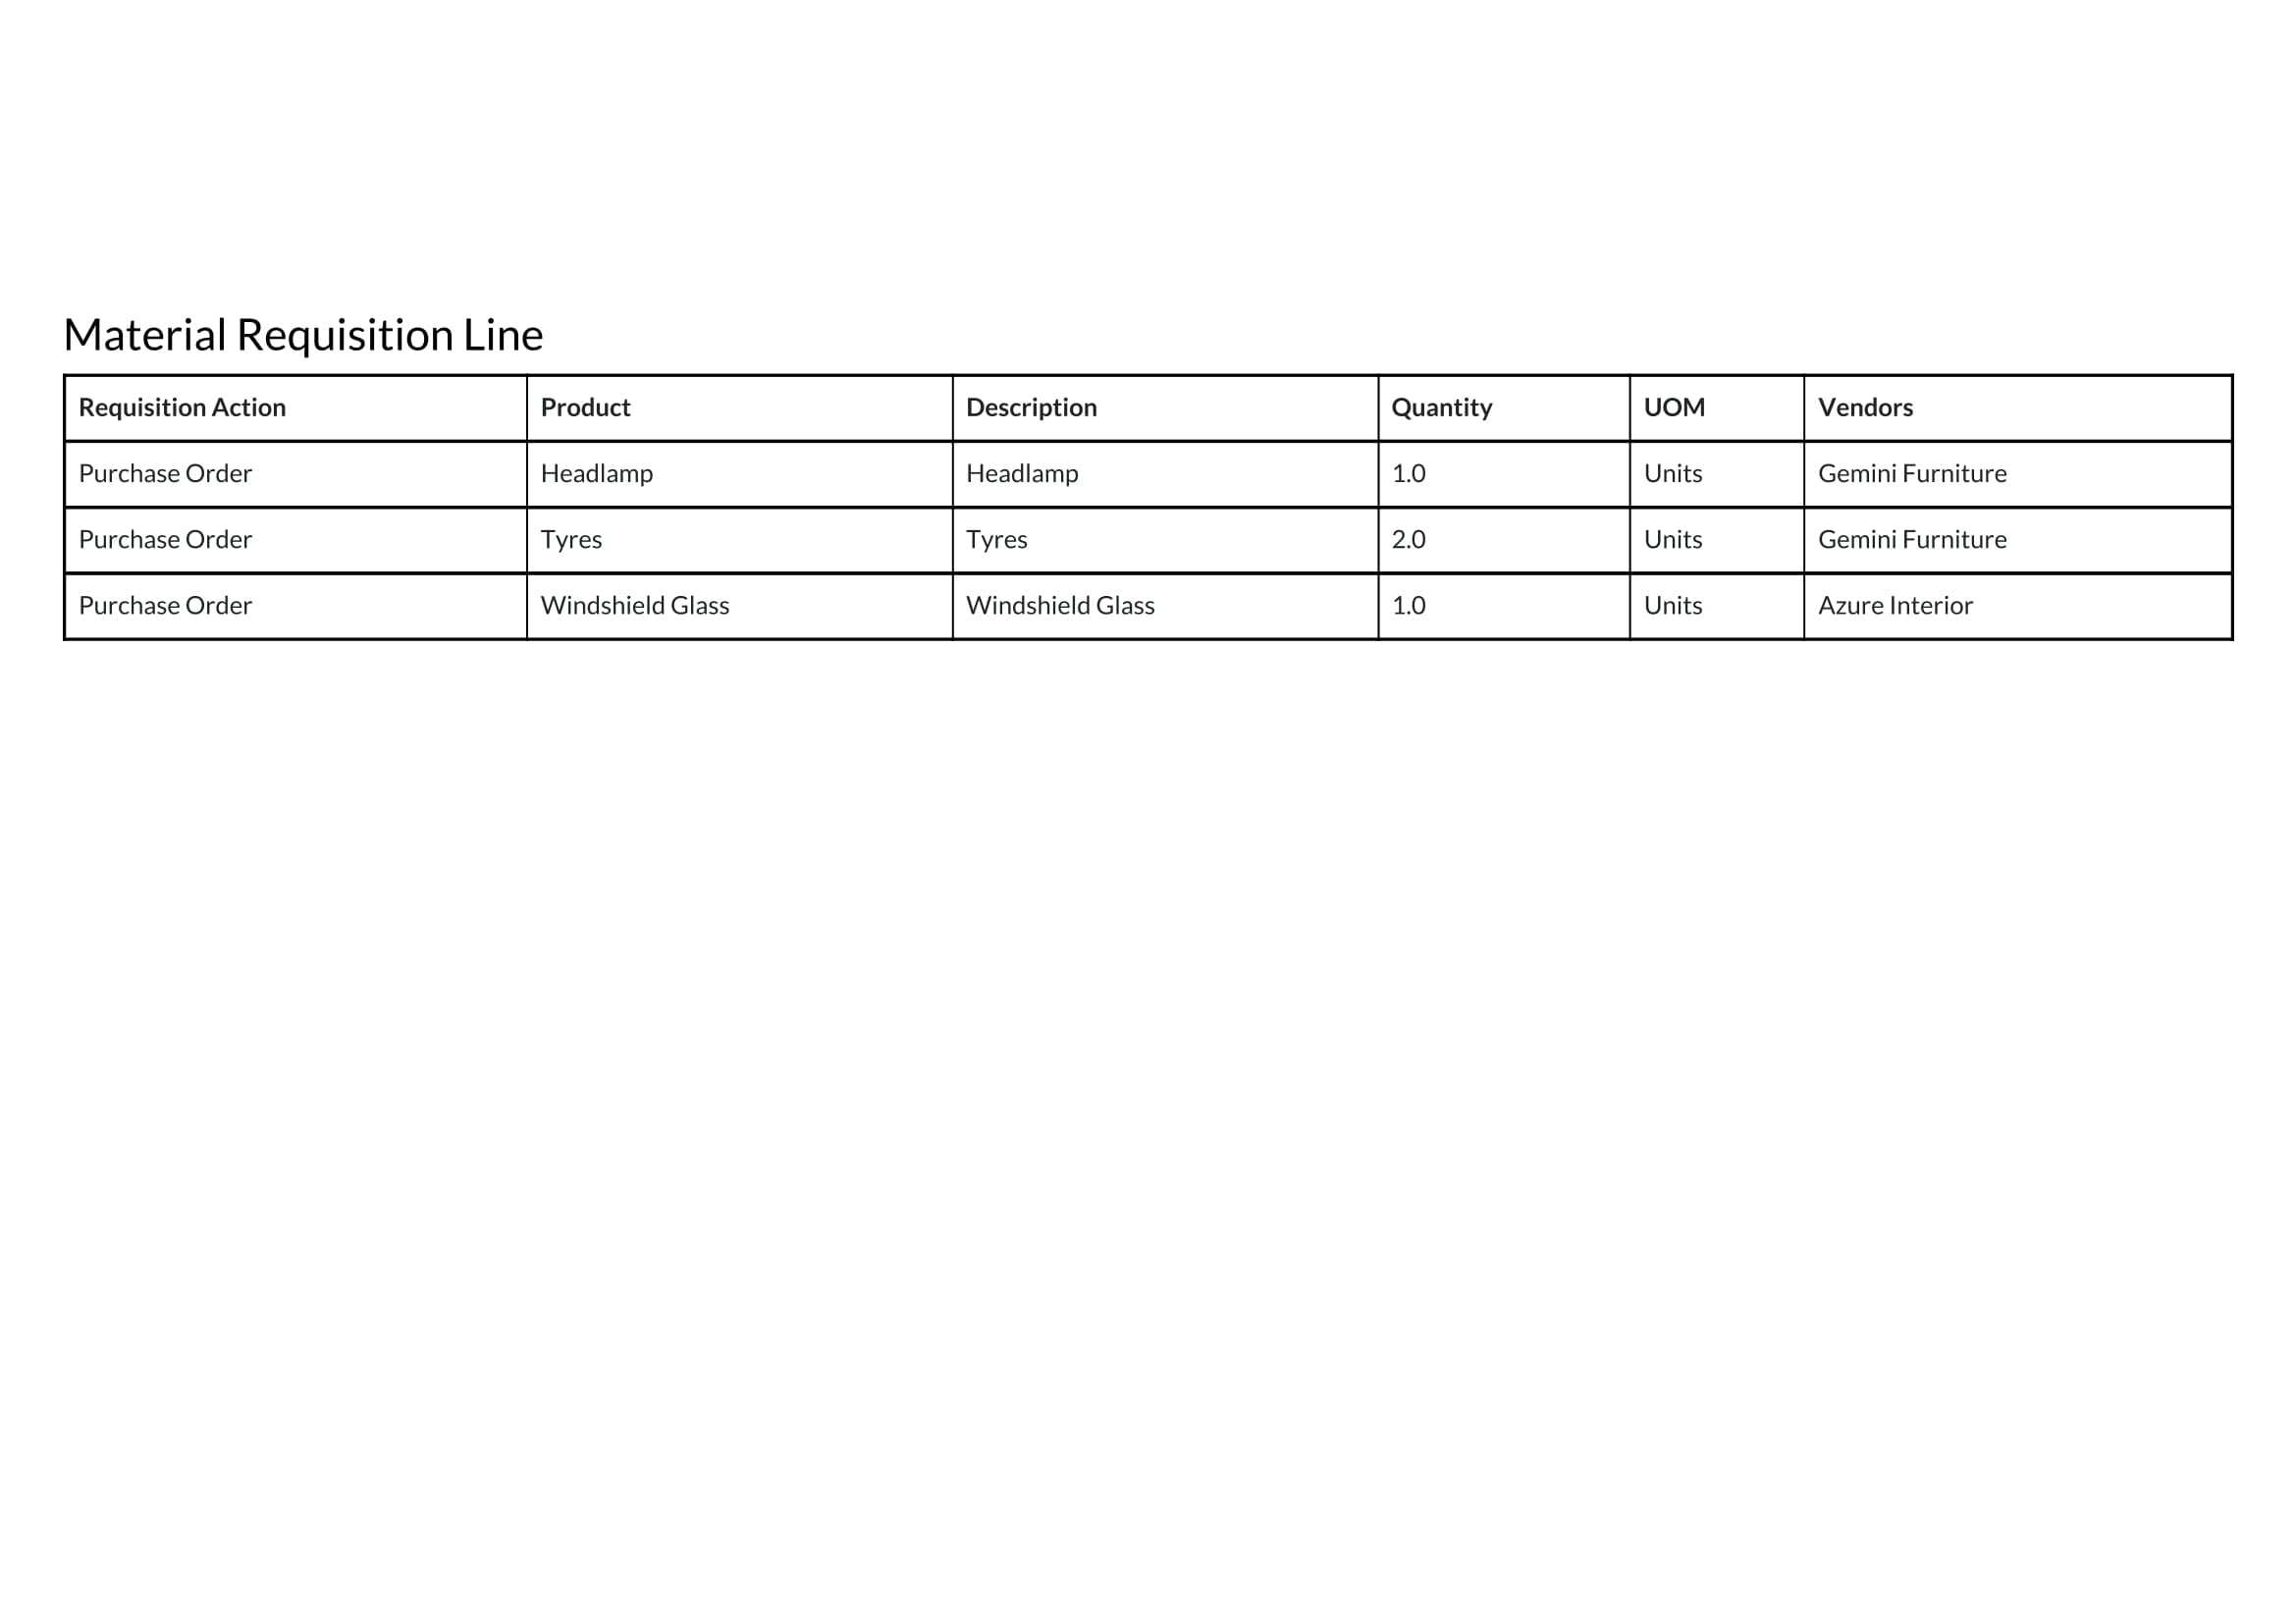 Material Requisition Line
Requisition Action Product Description Quantity UOM Vendors
Purchase Order Headlamp Headlamp 1.0 Units Gemini Furniture
Purchase Order Tyres Tyres 2.0 Units Gemini Furniture
Purchase Order Windshield Glass Windshield Glass 1.0 Units Azure Interior